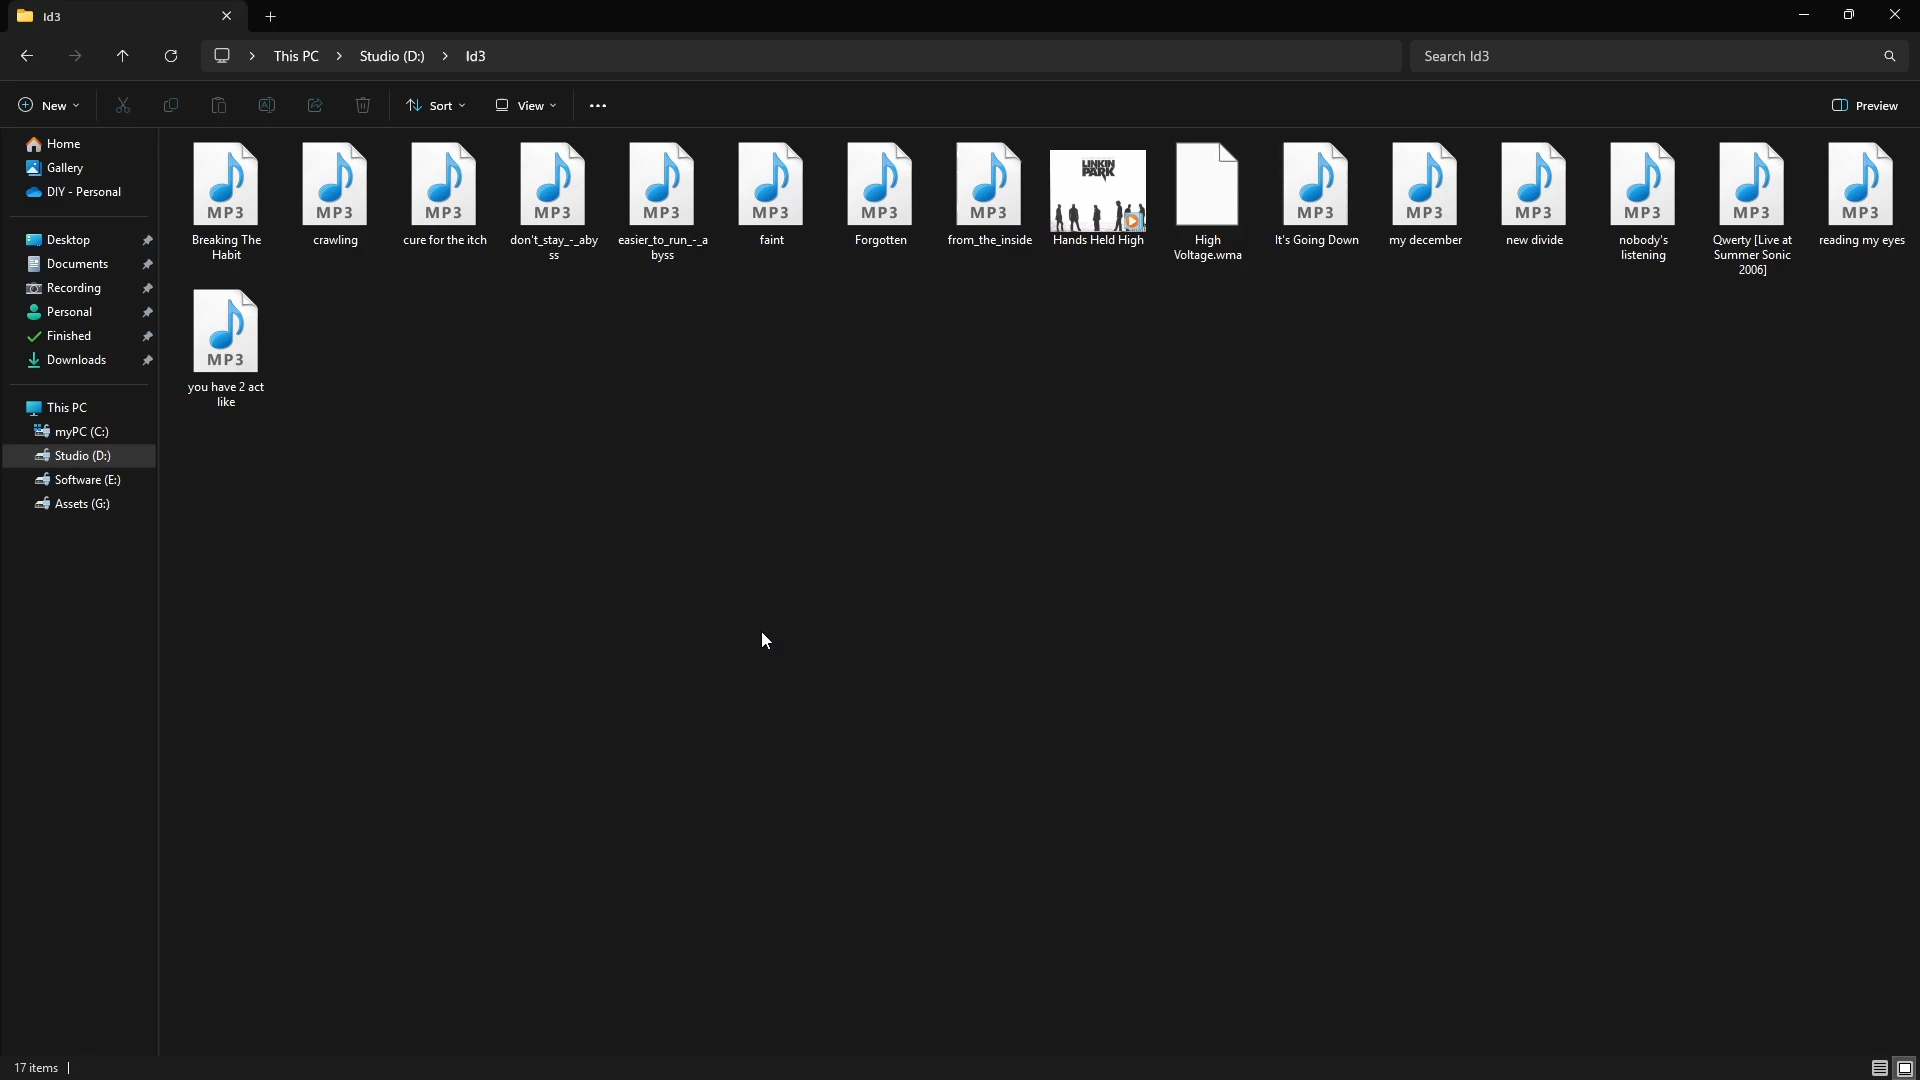 Id3
This PC
Studio (D:)
Id3
Search Id3
New
Sort
View
Preview
Home
Gallery
DIY - Personal
Desktop
Documents
Recording
Personal
Finished
Downloads
This PC
myPC (C:)
Studio (D:)
Software (E:)
Assets (G:)
MP3
Breaking The
Habit
MP3
crawling
MP3
cure for the itch
MP3
don't_stay_-_aby
ss
MP3
easier_to_run_-_a
byss
MP3
faint
MP3
Forgotten
MP3
from_the_inside
LINKIN
PARK
Hands Held High
High
Voltage.wma
MP3
It's Going Down
MP3
my december
MP3
new divide
MP3
nobody's
listening
MP3
Qwerty [Live at
Summer Sonic
2006]
MP3
reading my eyes
MP3
you have 2 act
like
17 items